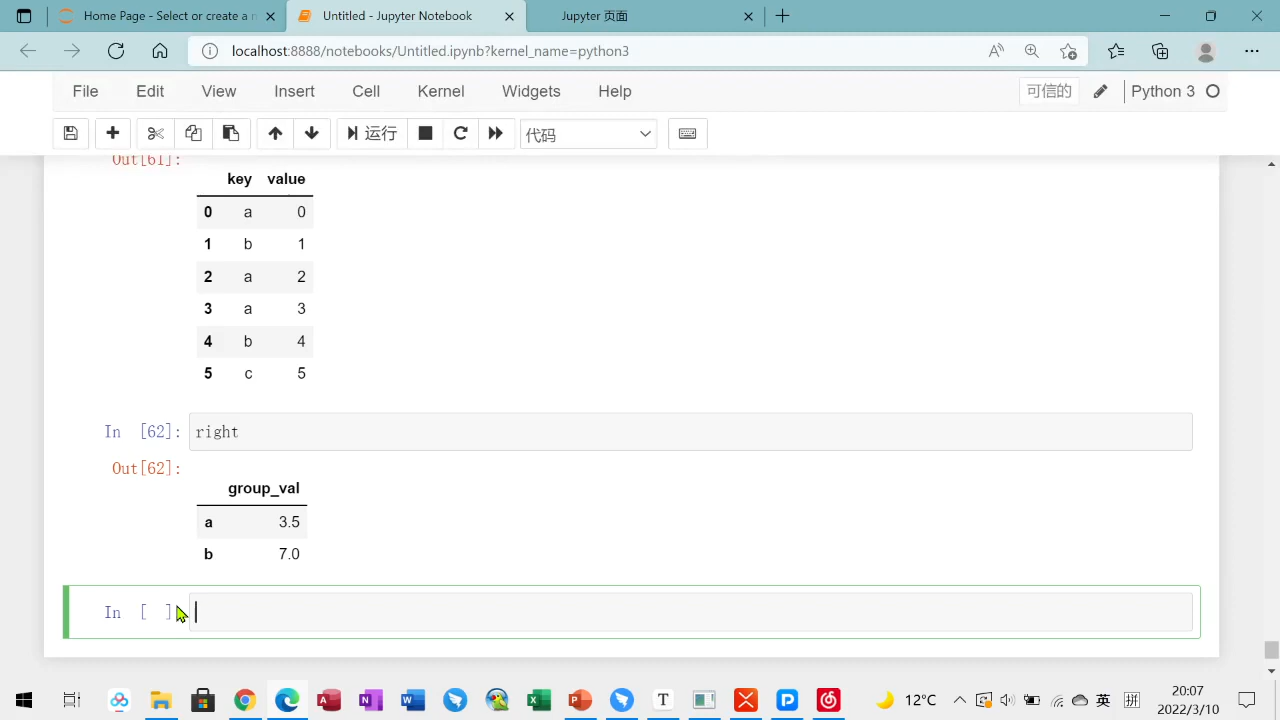 Home Page - Select or create a n
Untitled - Jupyter Notebook
Jupyter 页面
localhost:8888/notebooks/Untitled.ipynb?kernel_name=python3
File Edit View Insert Cell Kernel Widgets Help 可信的 Python 3
运行 代码
Out[61]:
key value
0 a 0
1 b 1
2 a 2
3 a 3
4 b 4
5 c 5
In [62]: right
Out[62]:
group_val
a 3.5
b 7.0
In [ ]:
12°C 英 拼 20:07
2022/3/10